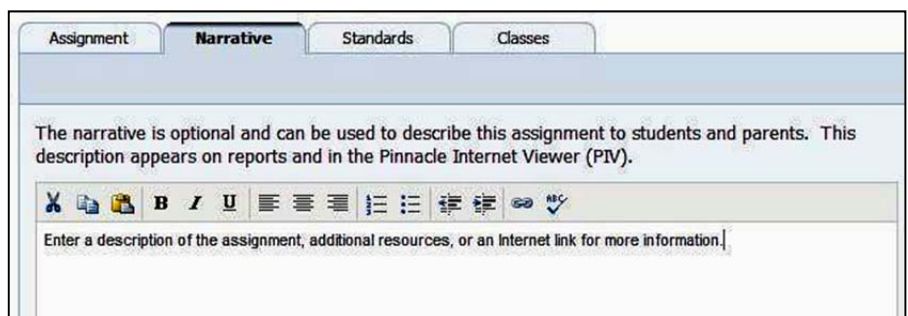 Assignment Narrative Standards Classes
The narrative is optional and can be used to describe this assignment to students and parents.  This
description appears on reports and in the Pinnacle Internet Viewer (PIV).
B I U ABC
Enter a description of the assignment, additional resources, or an Internet link for more information.